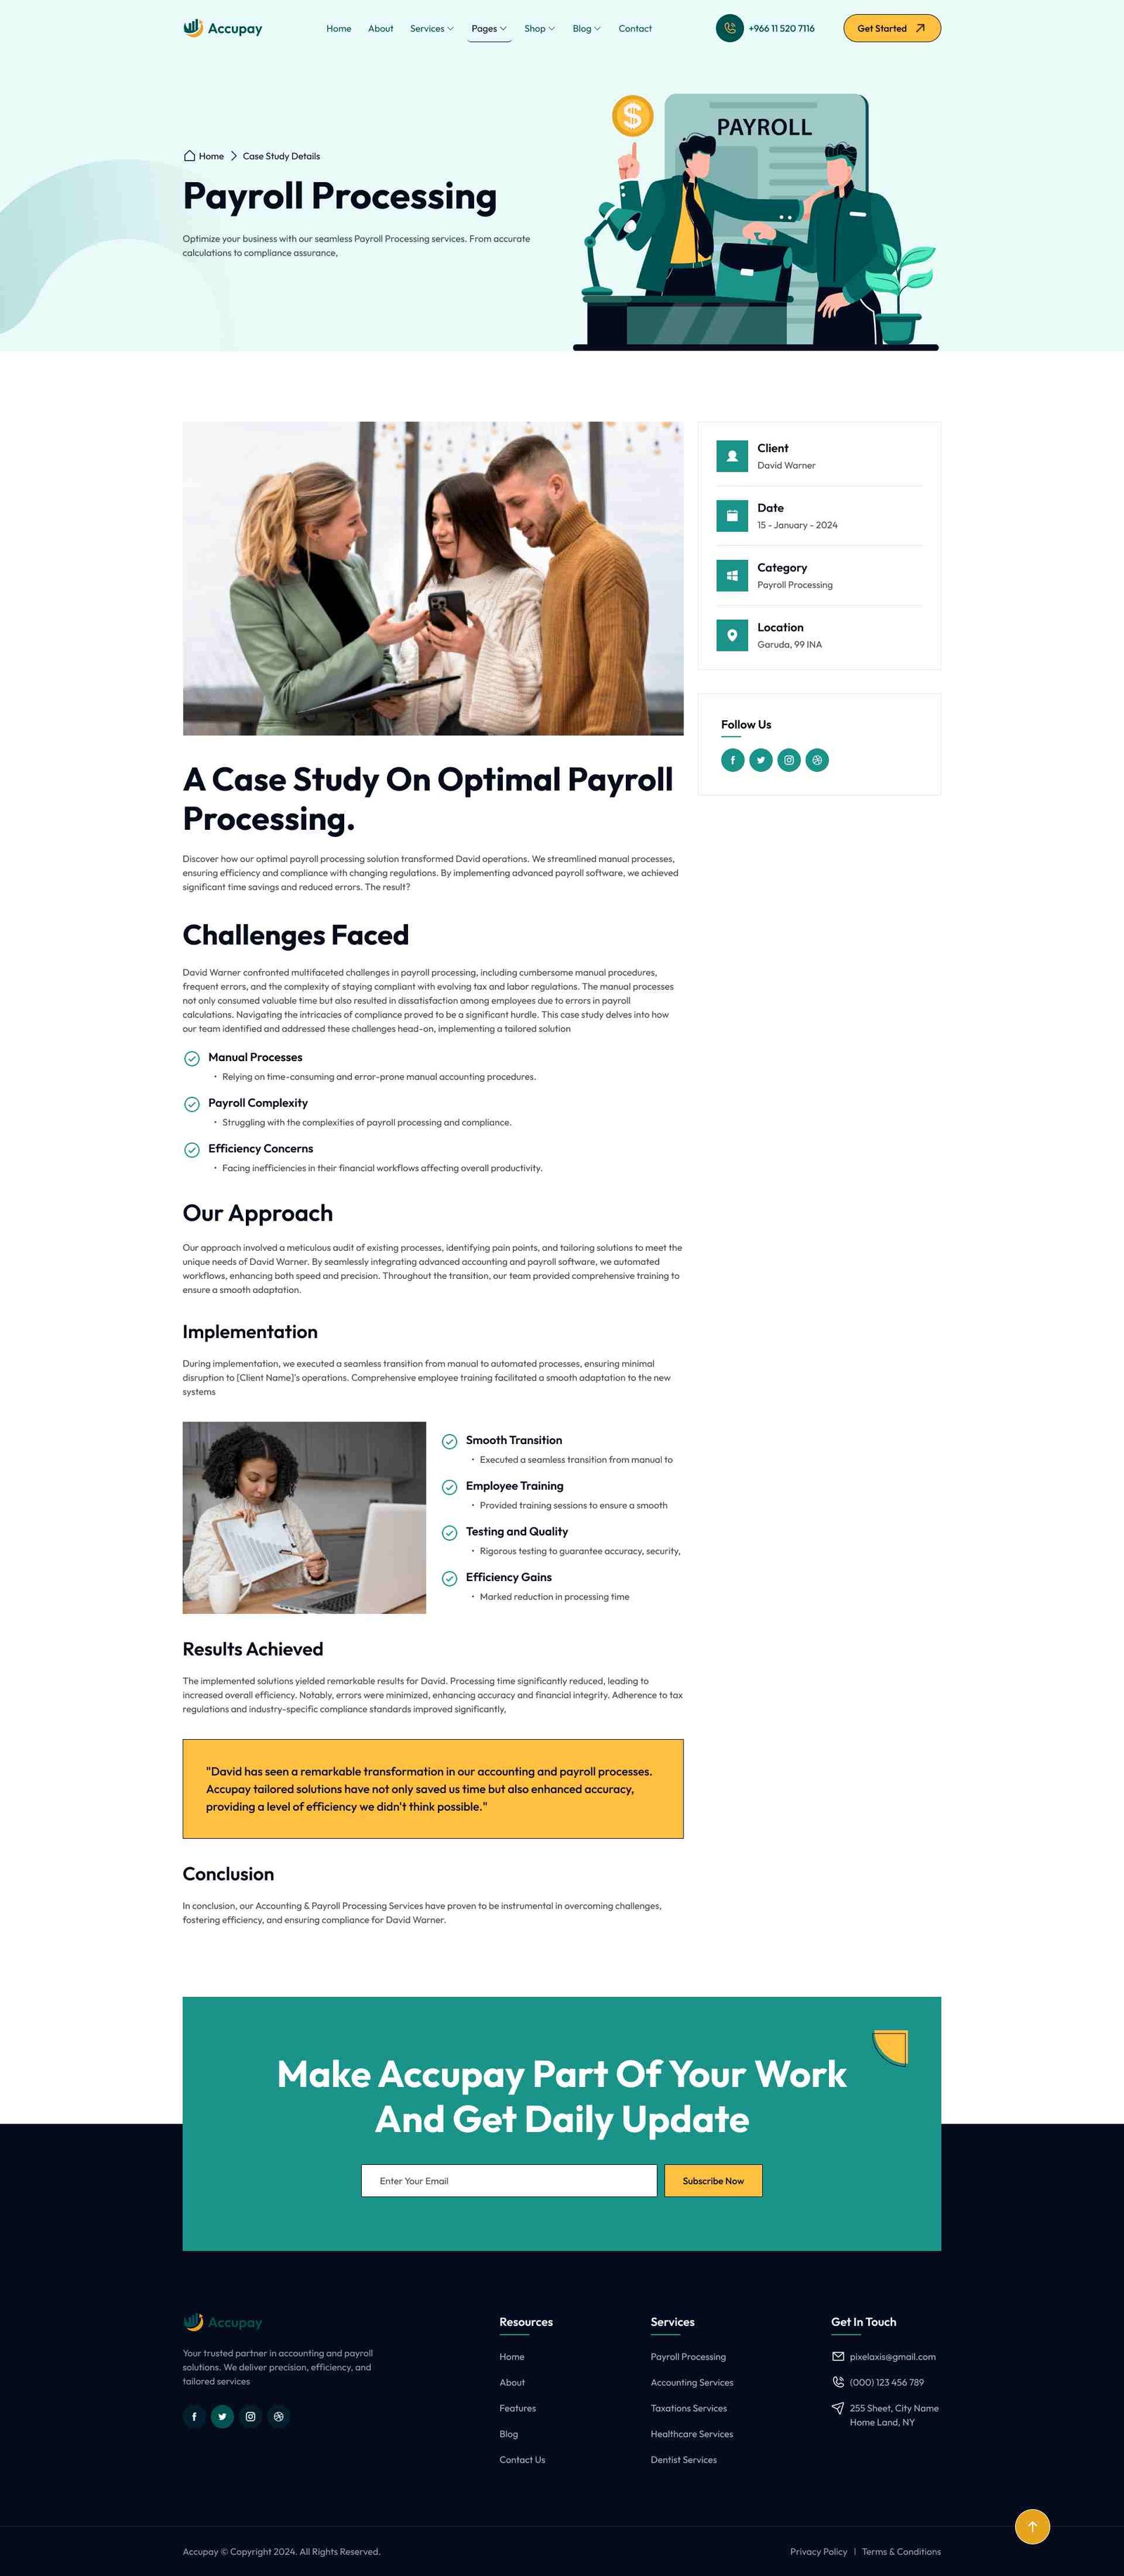 Accupay
Home
About
Services
Pages
Shop
Blog
Contact
+966 11 520 7116
Get Started
Home
Case Study Details
Payroll Processing
Optimize your business with our seamless Payroll Processing services. From accurate
calculations to compliance assurance,
$
PAYROLL
Client
David Warner
Date
15 - January - 2024
Category
Payroll Processing
Location
Garuda, 99 INA
Follow Us
A Case Study On Optimal Payroll
Processing.
Discover how our optimal payroll processing solution transformed David operations. We streamlined manual processes,
ensuring efficiency and compliance with changing regulations. By implementing advanced payroll software, we achieved
significant time savings and reduced errors. The result?
Challenges Faced
David Warner confronted multifaceted challenges in payroll processing, including cumbersome manual procedures,
frequent errors, and the complexity of staying compliant with evolving tax and labor regulations. The manual processes
not only consumed valuable time but also resulted in dissatisfaction among employees due to errors in payroll
calculations. Navigating the intricacies of compliance proved to be a significant hurdle. This case study delves into how
our team identified and addressed these challenges head-on, implementing a tailored solution
Manual Processes
• Relying on time-consuming and error-prone manual accounting procedures.
Payroll Complexity
• Struggling with the complexities of payroll processing and compliance.
Efficiency Concerns
• Facing inefficiencies in their financial workflows affecting overall productivity.
Our Approach
Our approach involved a meticulous audit of existing processes, identifying pain points, and tailoring solutions to meet the
unique needs of David Warner. By seamlessly integrating advanced accounting and payroll software, we automated
workflows, enhancing both speed and precision. Throughout the transition, our team provided comprehensive training to
ensure a smooth adaptation.
Implementation
During implementation, we executed a seamless transition from manual to automated processes, ensuring minimal
disruption to [Client Name]'s operations. Comprehensive employee training facilitated a smooth adaptation to the new
systems
Smooth Transition
• Executed a seamless transition from manual to
Employee Training
• Provided training sessions to ensure a smooth
Testing and Quality
• Rigorous testing to guarantee accuracy, security,
Efficiency Gains
• Marked reduction in processing time
Results Achieved
The implemented solutions yielded remarkable results for David. Processing time significantly reduced, leading to
increased overall efficiency. Notably, errors were minimized, enhancing accuracy and financial integrity. Adherence to tax
regulations and industry-specific compliance standards improved significantly,
"David has seen a remarkable transformation in our accounting and payroll processes.
Accupay tailored solutions have not only saved us time but also enhanced accuracy,
providing a level of efficiency we didn't think possible."
Conclusion
In conclusion, our Accounting & Payroll Processing Services have proven to be instrumental in overcoming challenges,
fostering efficiency, and ensuring compliance for David Warner.
Make Accupay Part Of Your Work
And Get Daily Update
Enter Your Email
Subscribe Now
Accupay
Your trusted partner in accounting and payroll
solutions. We deliver precision, efficiency, and
tailored services
Resources
Home
About
Features
Blog
Contact Us
Services
Payroll Processing
Accounting Services
Taxations Services
Healthcare Services
Dentist Services
Get In Touch
pixelaxis@gmail.com
(000) 123 456 789
255 Sheet, City Name
Home Land, NY
Accupay © Copyright 2024. All Rights Reserved.
Privacy Policy | Terms & Conditions